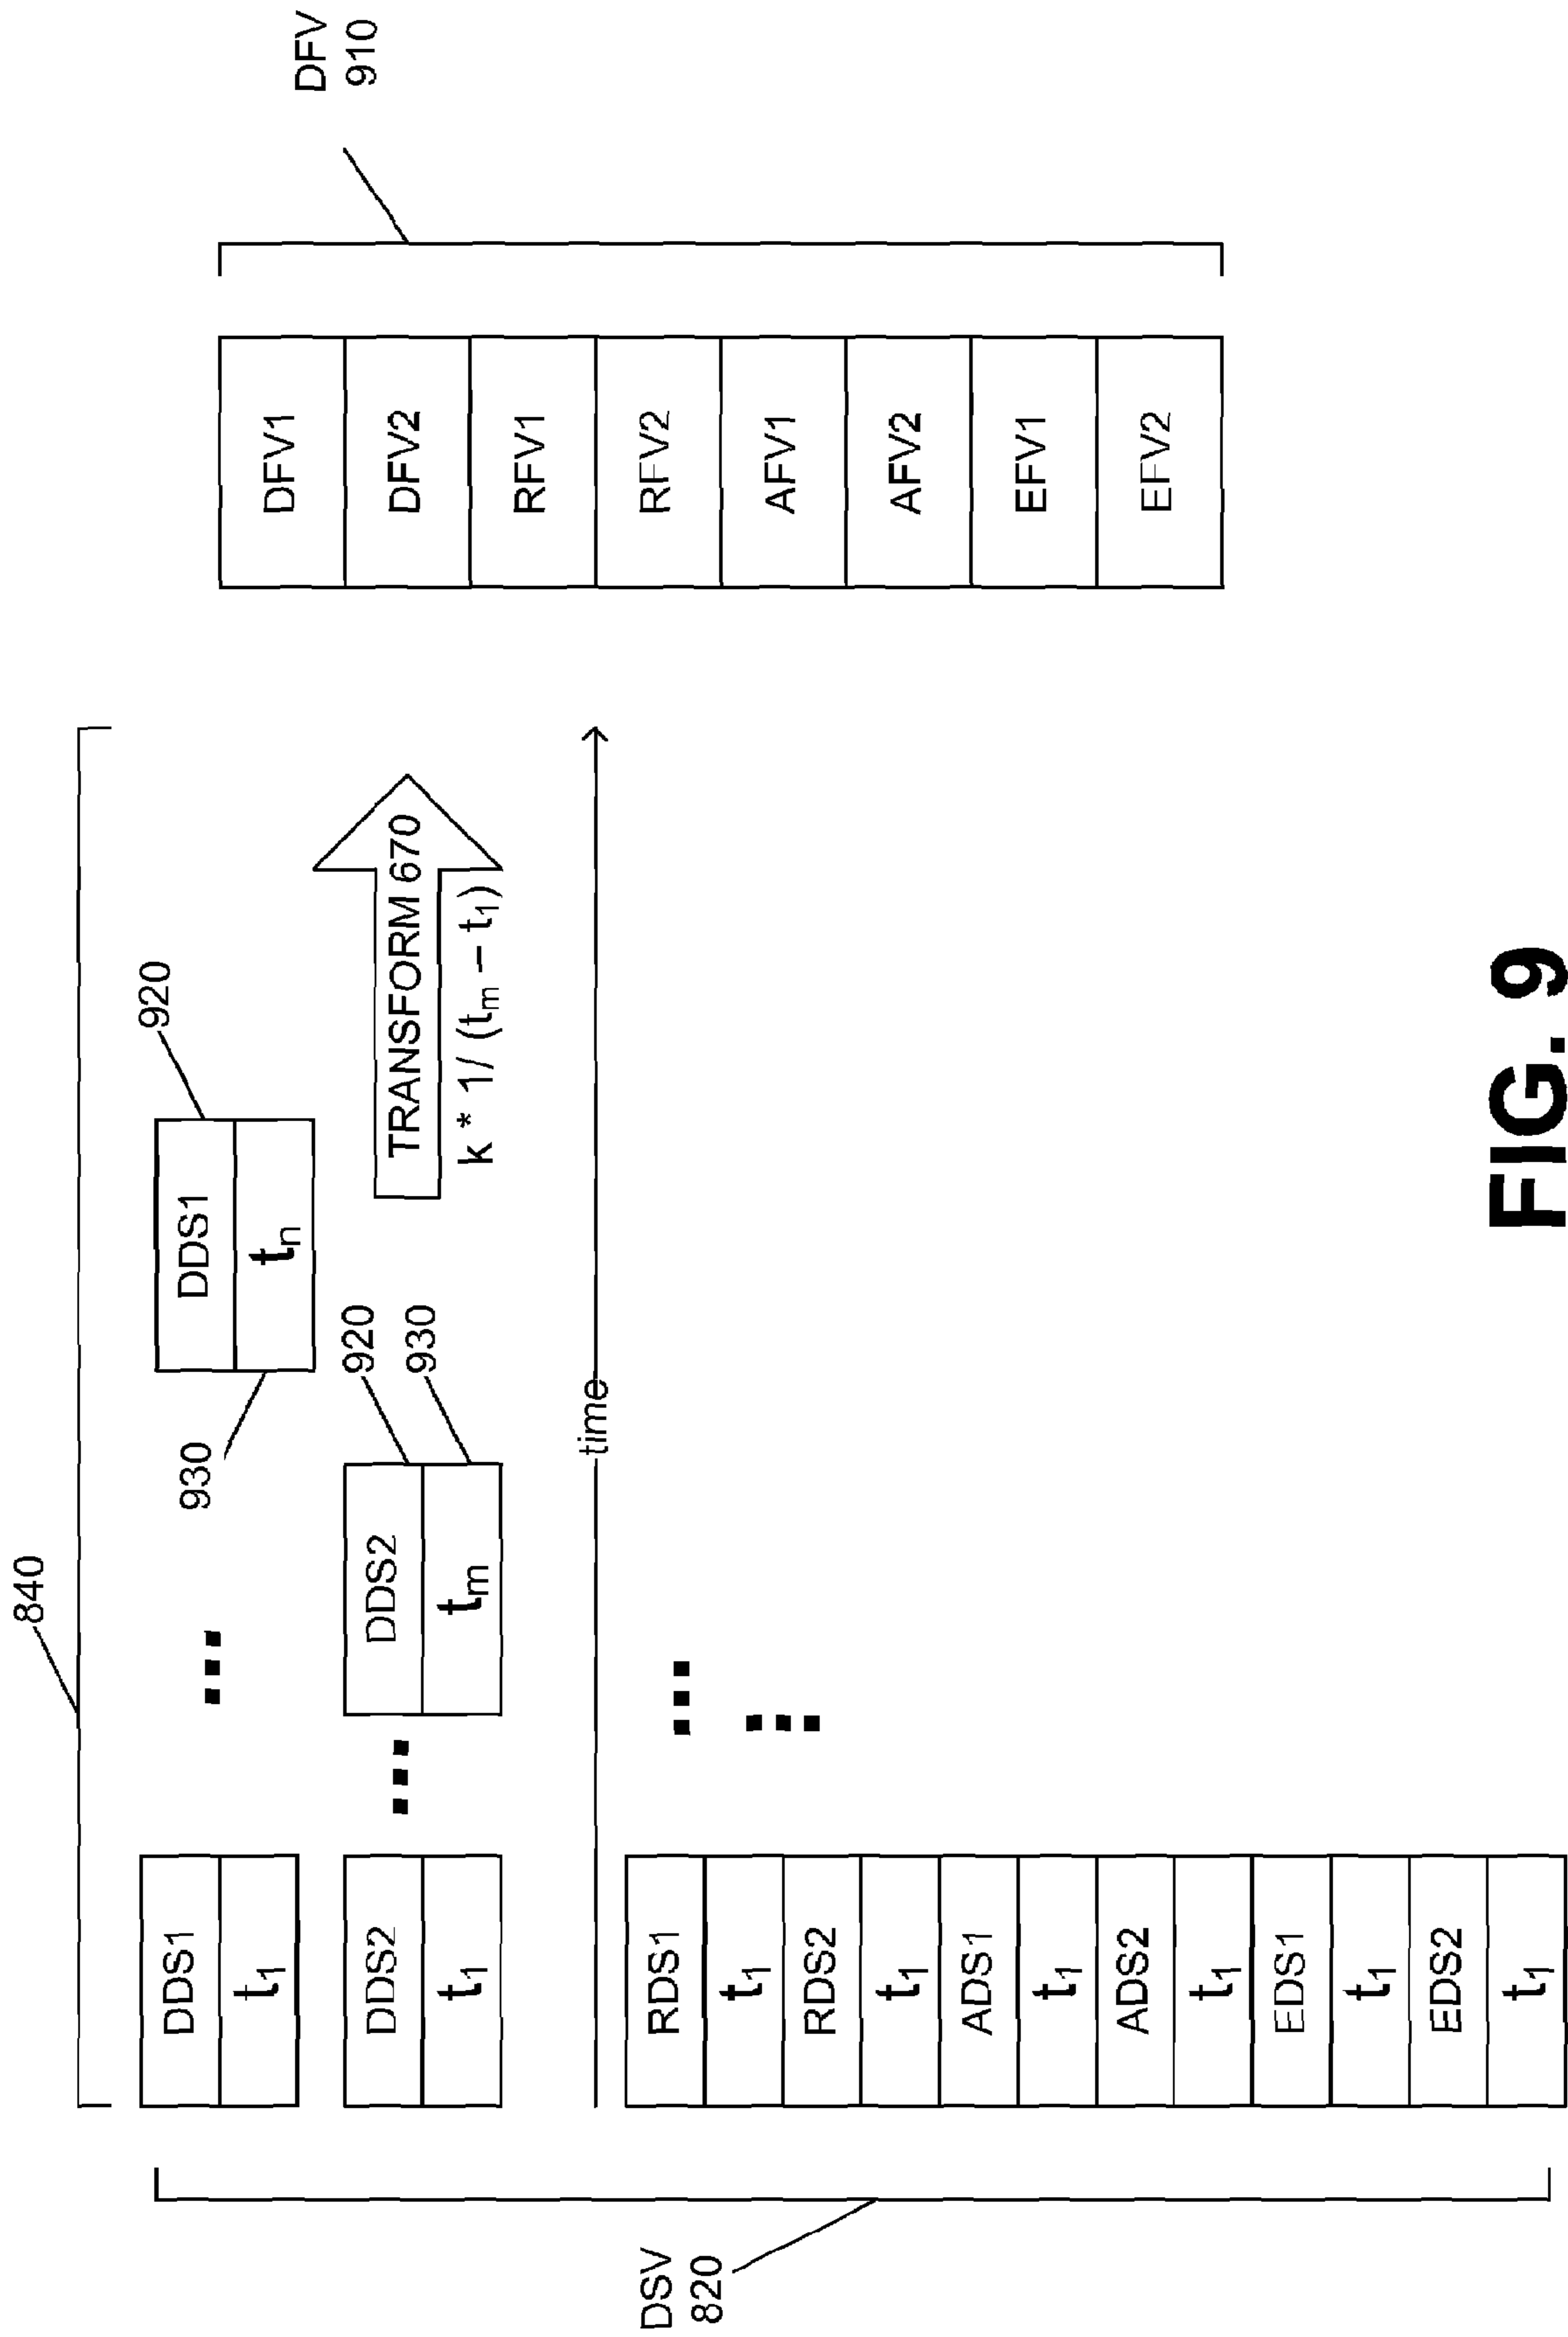 840
DDS1
t₁
930
DDS1
tₙ
920
DDS2
t₁
DDS2
tₘ
920
930
TRANSFORM 670
k * 1/ (tₘ – t₁)
time
DSV
820
RDS1
t₁
RDS2
t₁
ADS1
t₁
ADS2
t₁
EDS1
t₁
EDS2
t₁
DFV1
DFV2
RFV1
RFV2
AFV1
AFV2
EFV1
EFV2
DFV
910
FIG. 9